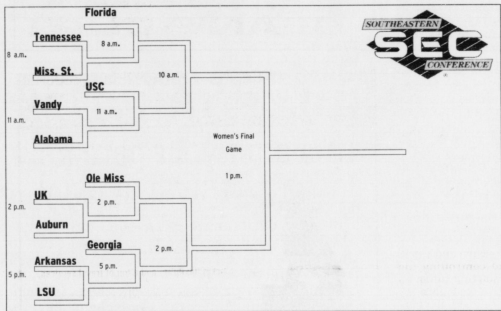 Florida
SOUTHEASTERN
SEC
CONFERENCE
®
Tennessee
8 a.m.
8 a.m.
Miss. St.
10 a.m.
USC
Vandy
11 a.m.
11 a.m.
Alabama
Women's Final
Game
1 p.m.
Ole Miss
UK
2 p.m.
2 p.m.
Auburn
Georgia
2 p.m.
Arkansas
5 p.m.
5 p.m.
LSU